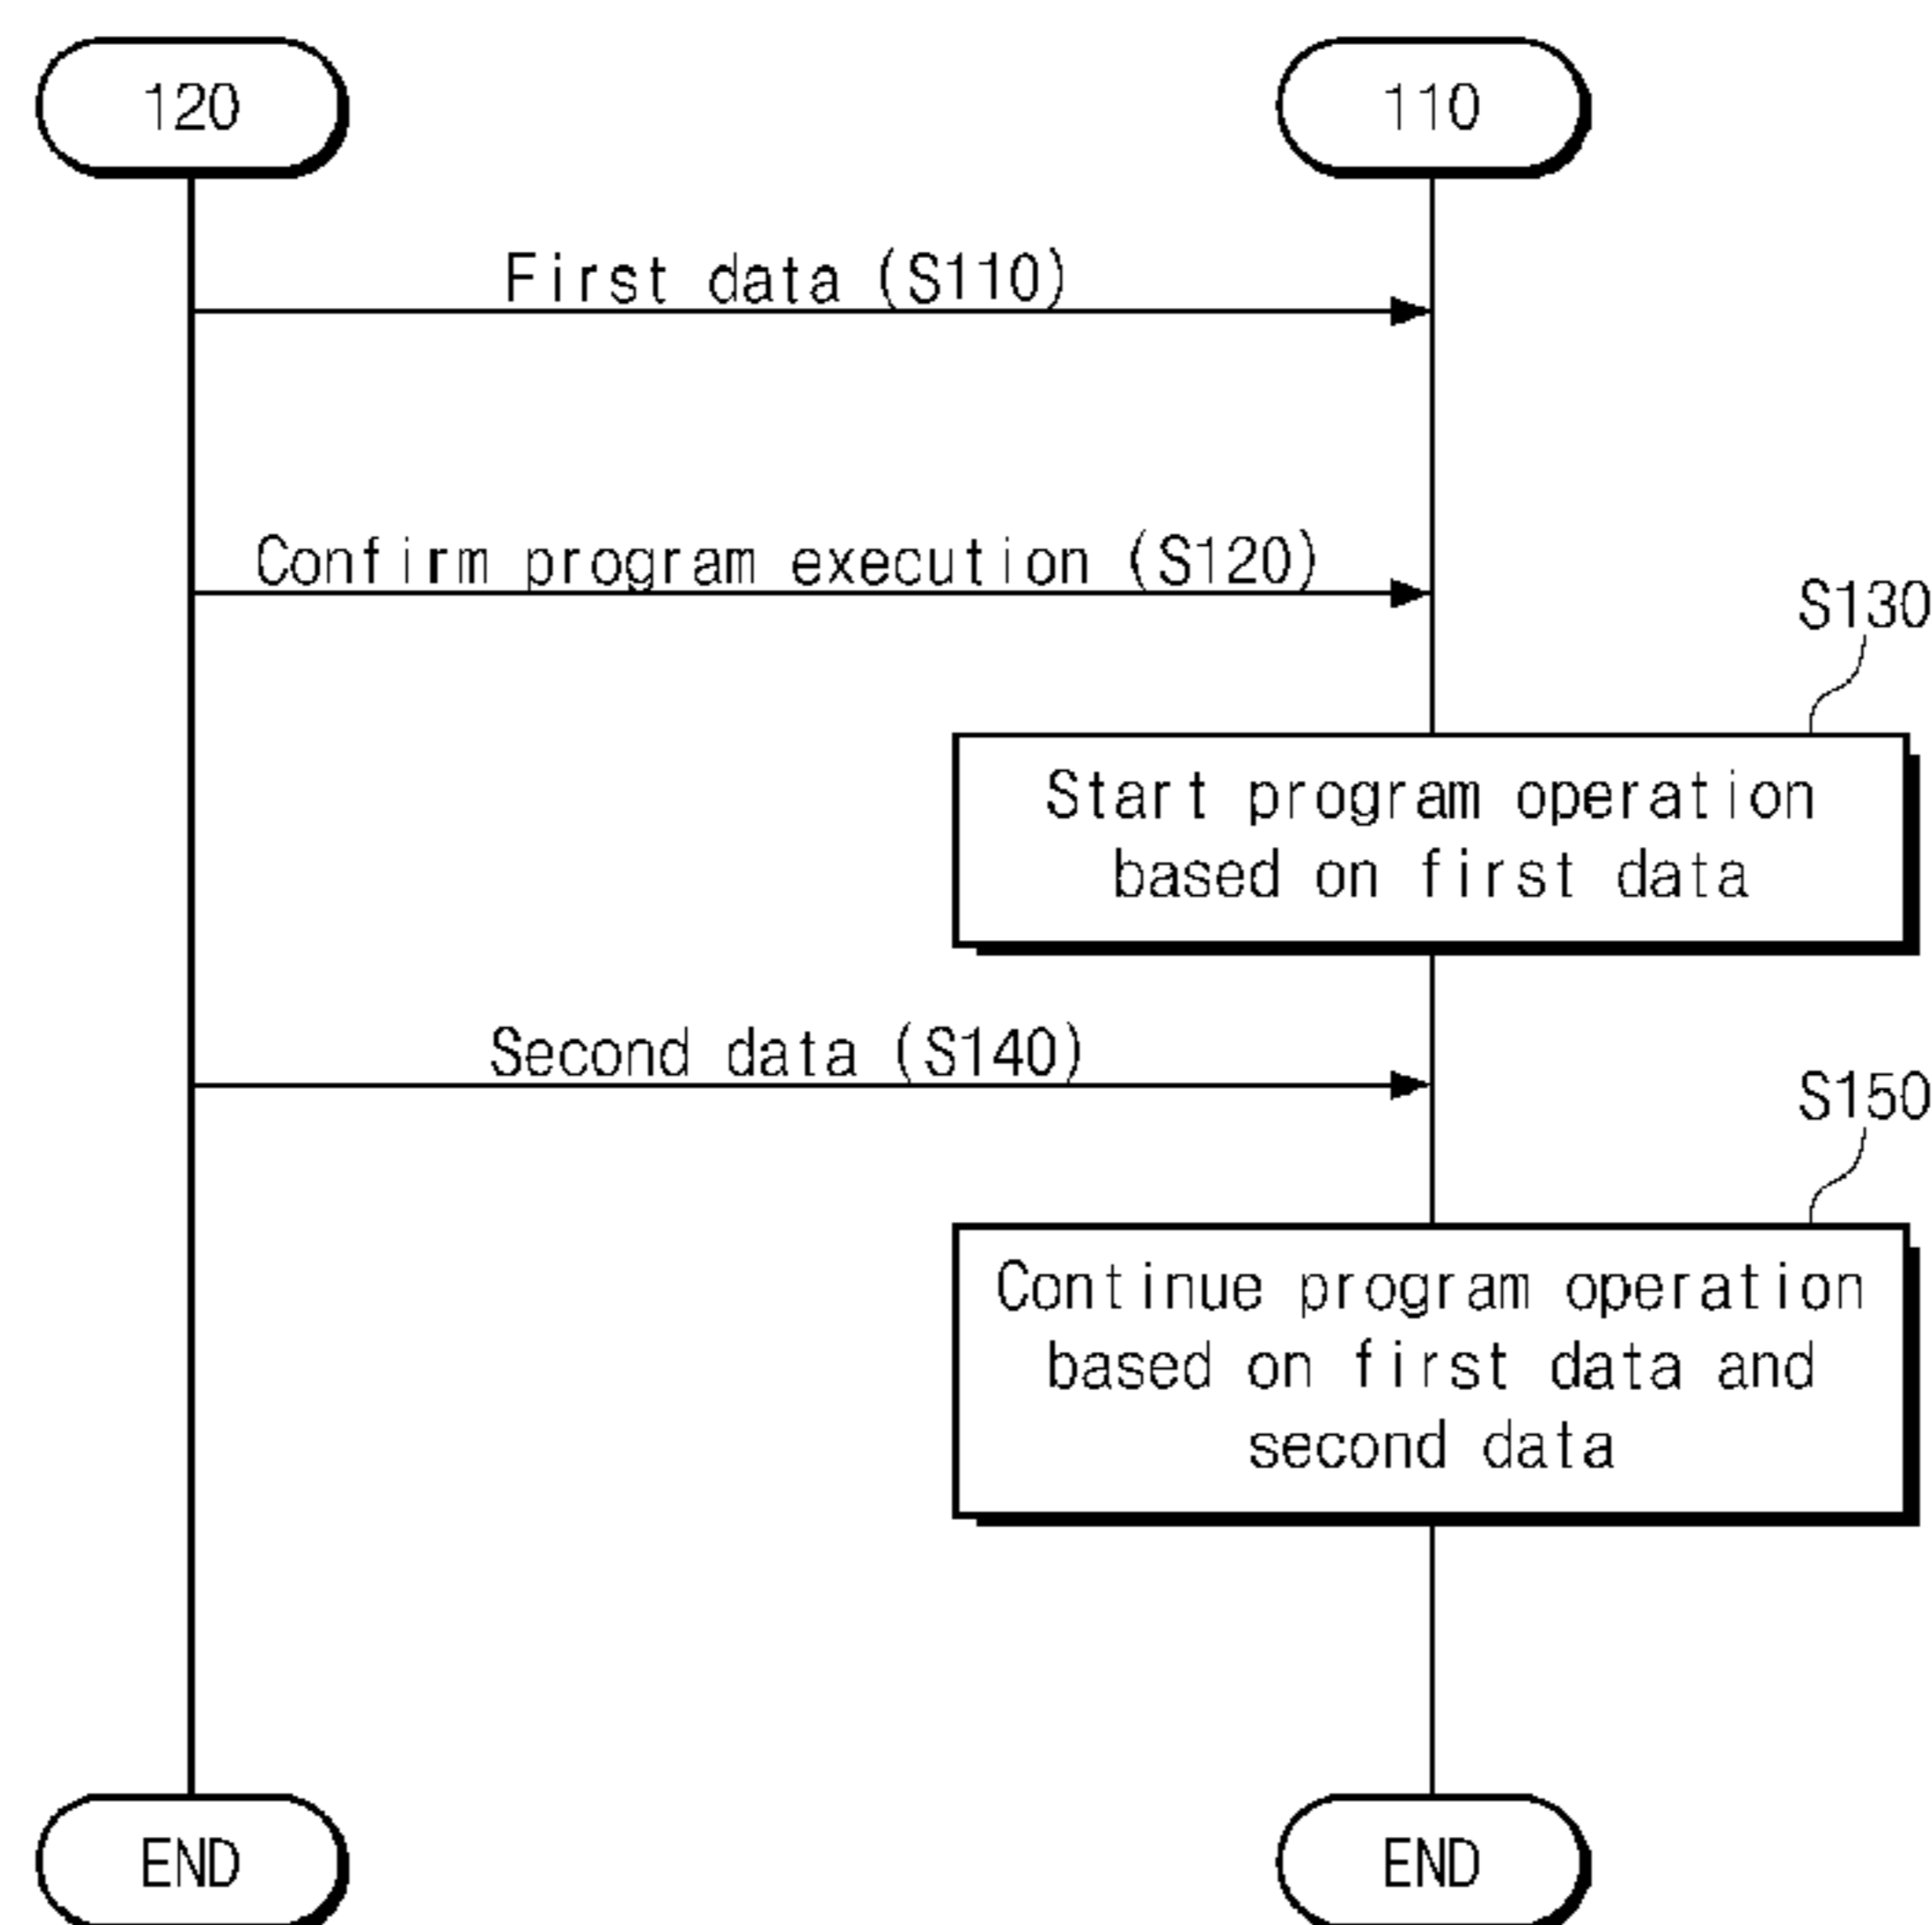 120
110
First data (S110)
Confirm program execution (S120)
S130
Start program operation
based on first data
Second data (S140)
S150
Continue program operation
based on first data and
second data
END
END